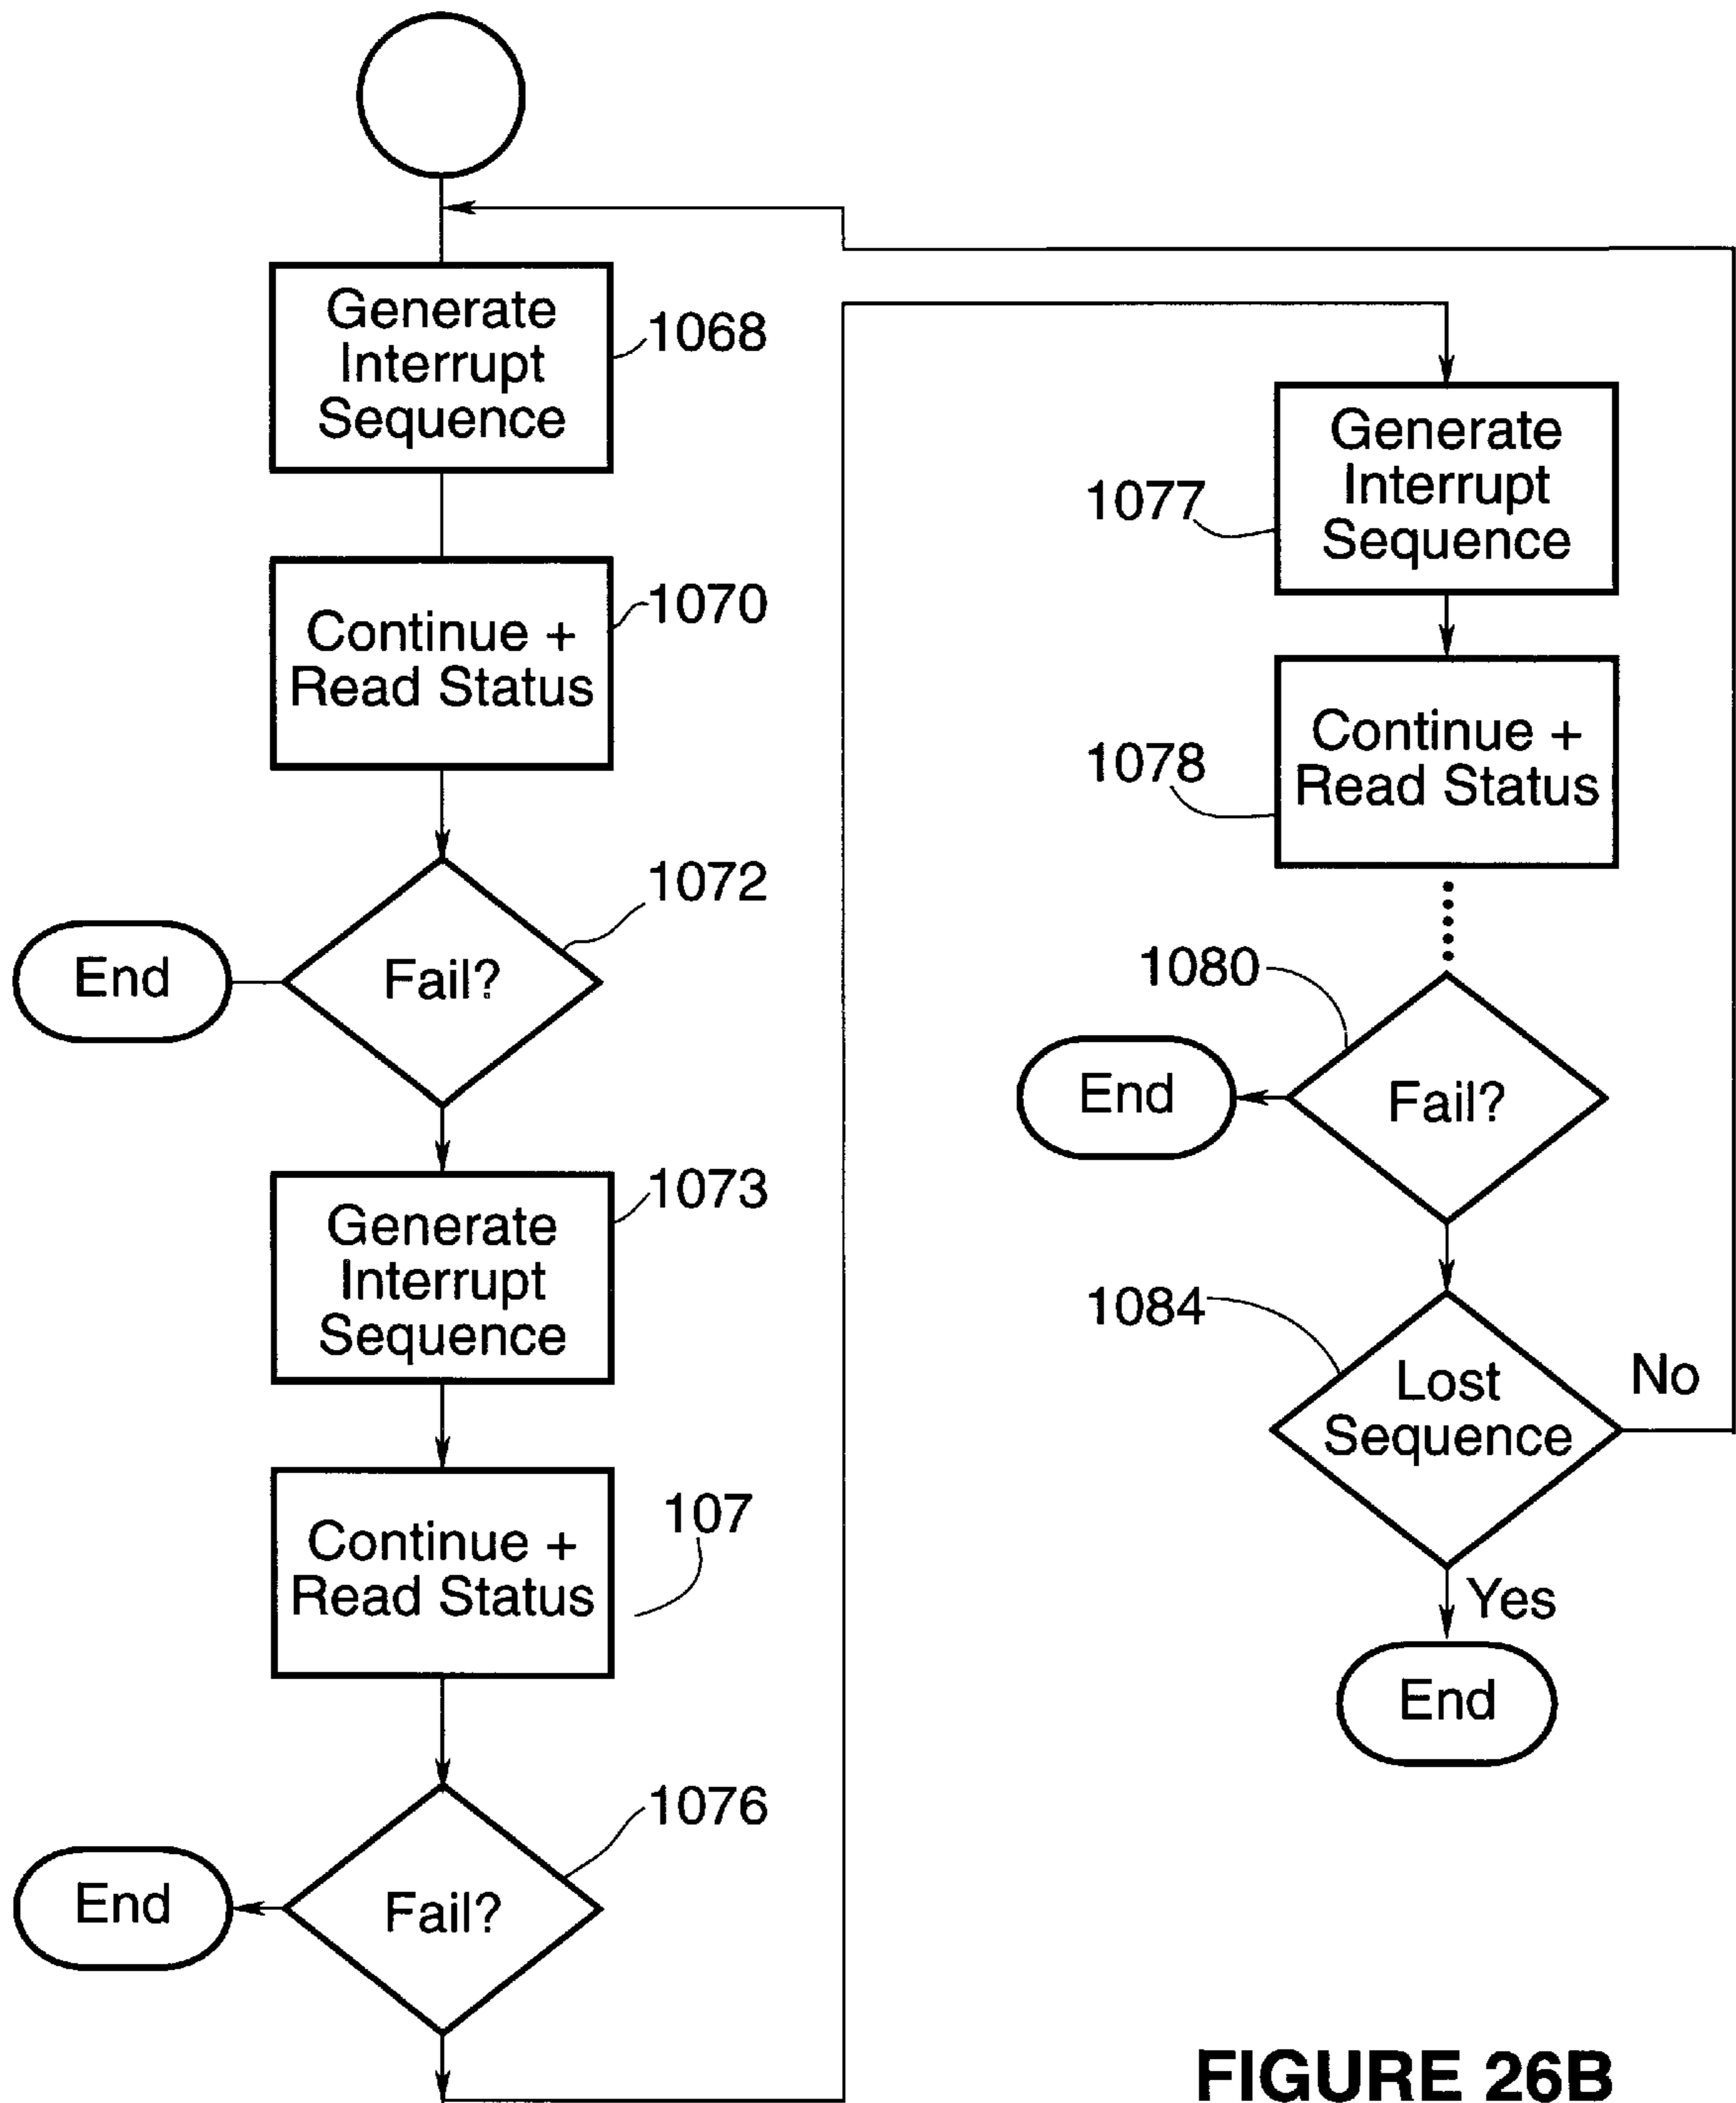 Generate
Interrupt
Sequence
1068
Continue +
Read Status
1070
1072
Fail?
End
1073
Generate
Interrupt
Sequence
107
Continue +
Read Status
1076
Fail?
End
Generate
Interrupt
Sequence
1077
Continue +
Read Status
1078
1080
Fail?
End
1084
Lost
Sequence
No
Yes
End
FIGURE 26B